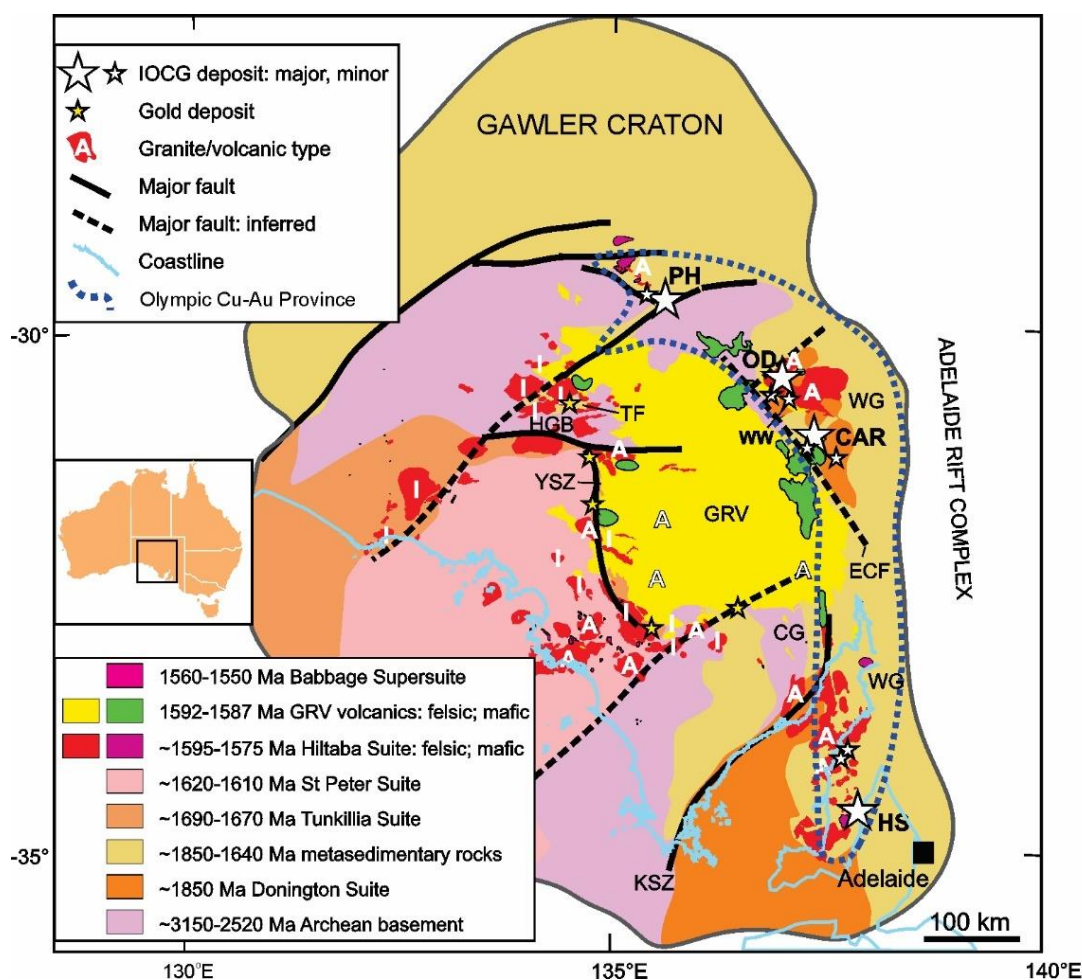 IOCG deposit: major, minor
Gold deposit
A
Granite/volcanic type
Major fault
Major fault: inferred
Coastline
Olympic Cu-Au Province
GAWLER CRATON
A
PH
-30°
OD
A
A
WG
I
I
I
I
TF
HGB
WW
CAR
A
YSZ
I
GRV
A
A
I
I
I
A
A
ECF
ADELAIDE RIFT COMPLEX
I
I
A
I
A
I
I
CG
A
A
WG
A
A
A
HS
-35°
KSZ
Adelaide
100 km
1560-1550 Ma Babbage Supersuite
1592-1587 Ma GRV volcanics: felsic; mafic
~1595-1575 Ma Hiltaba Suite: felsic; mafic
~1620-1610 Ma St Peter Suite
~1690-1670 Ma Tunkillia Suite
~1850-1640 Ma metasedimentary rocks
~1850 Ma Donington Suite
~3150-2520 Ma Archean basement
130°E
135°E
140°E